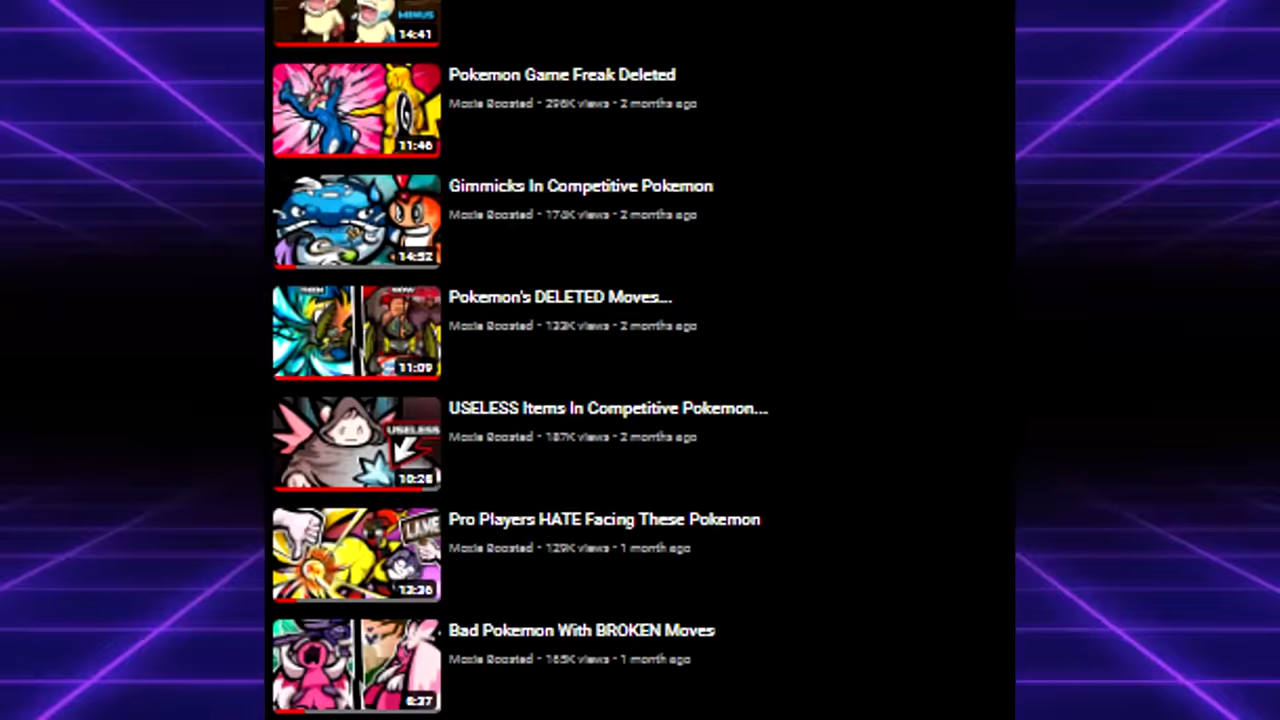 MINUS
14:41
Pokemon Game Freak Deleted
Moxie Boosted • 296K views • 2 months ago
11:46
Gimmicks In Competitive Pokemon
Moxie Boosted • 174K views • 2 months ago
14:52
Pokemon's DELETED Moves...
Moxie Boosted • 133K views • 2 months ago
11:09
USELESS Items In Competitive Pokemon...
Moxie Boosted • 187K views • 2 months ago
USELESS
10:28
Pro Players HATE Facing These Pokemon
Moxie Boosted • 129K views • 1 month ago
LAME
13:36
Bad Pokemon With BROKEN Moves
Moxie Boosted • 165K views • 1 month ago
8:37